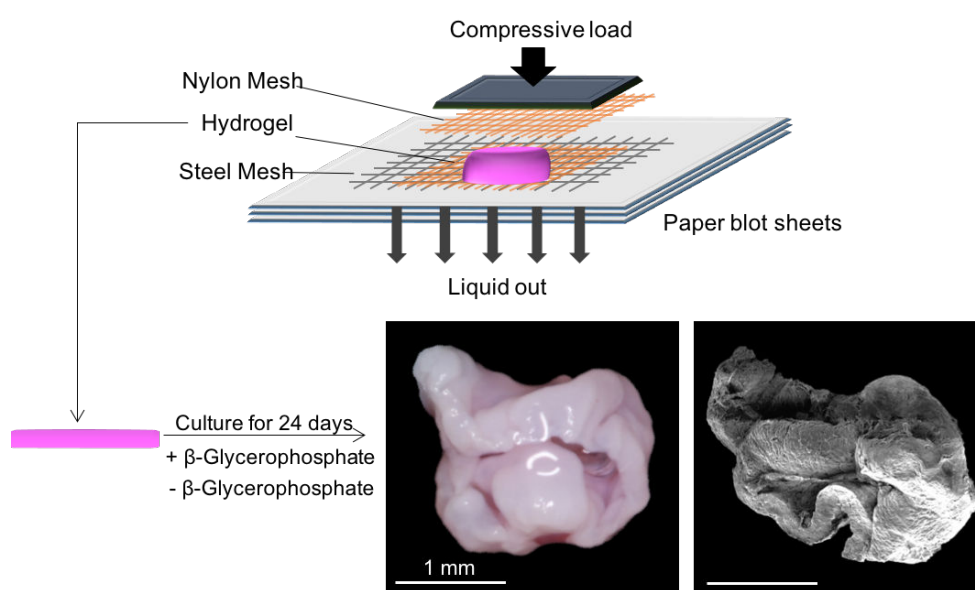 Compressive load
Nylon Mesh
Hydrogel
Steel Mesh
Paper blot sheets
Liquid out
Culture for 24 days
+ β-Glycerophosphate
- β-Glycerophosphate
1 mm